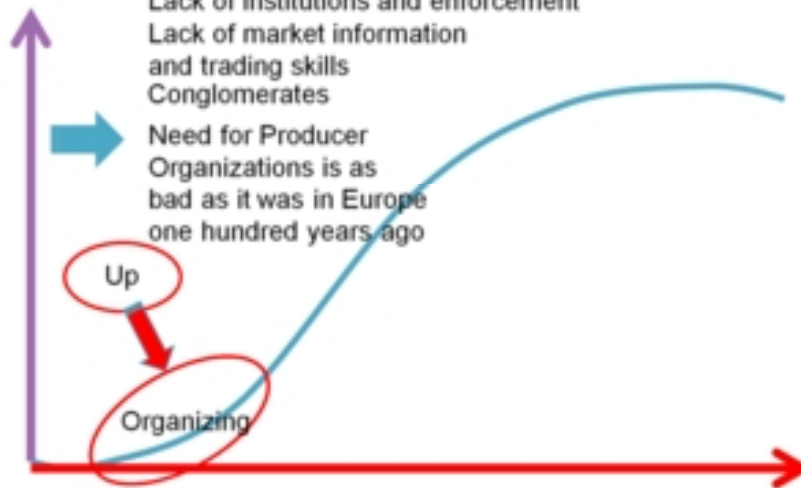 Lack of institutions and enforcement
Lack of market information
and trading skills
Conglomerates
Need for Producer
Organizations is as
bad as it was in Europe
one hundred years ago
Up
Organizing